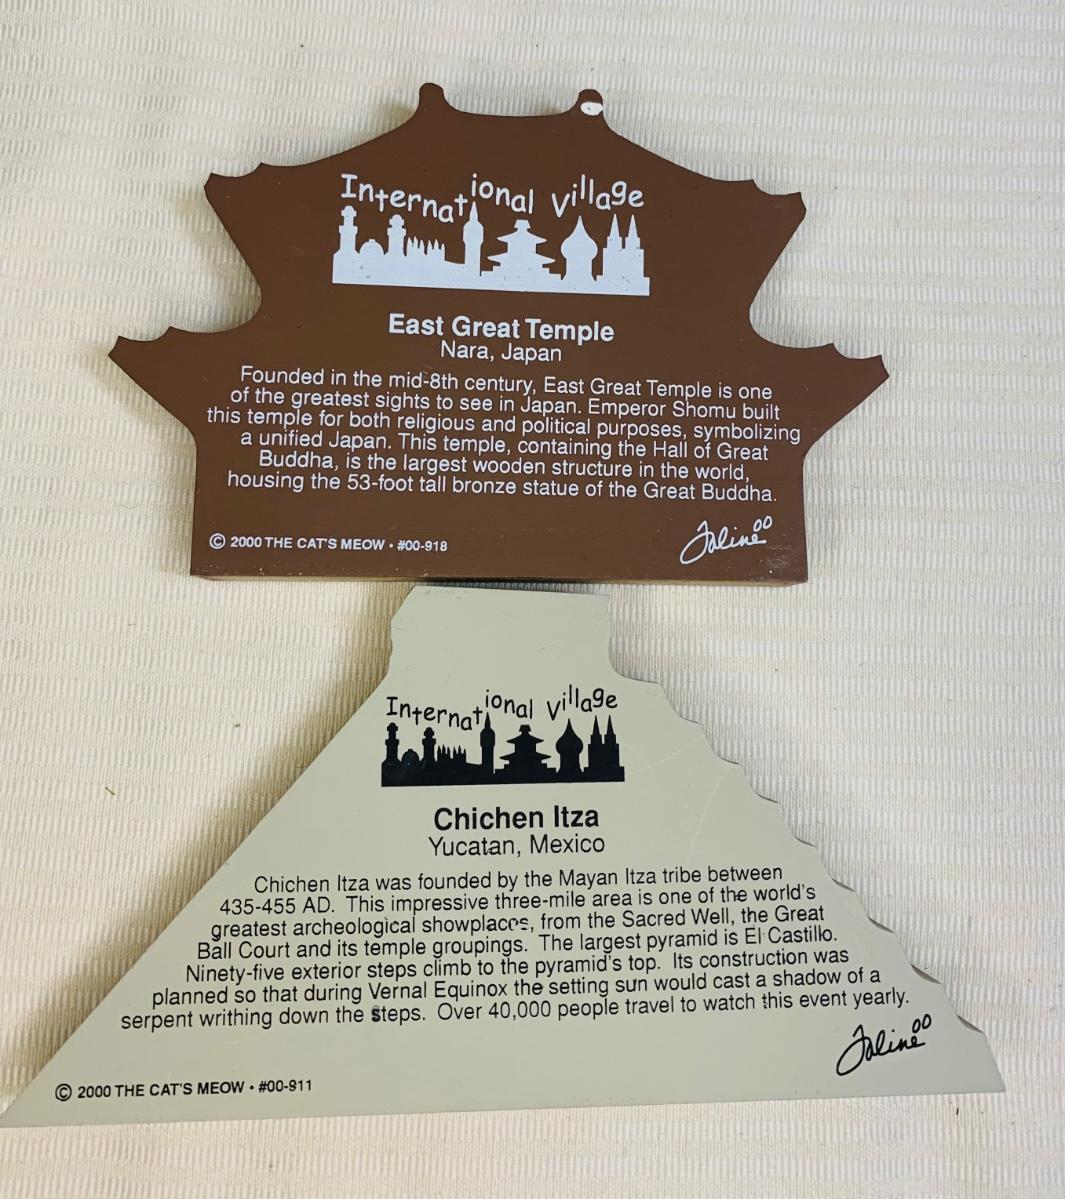 International Village
East Great Temple
Nara, Japan
Founded in the mid-8th century, East Great Temple is one
of the greatest sights to see in Japan. Emperor Shomu built
this temple for both religious and political purposes, symbolizing
a unified Japan. This temple, containing the Hall of Great
Buddha, is the largest wooden structure in the world,
housing the 53-foot tall bronze statue of the Great Buddha.
© 2000 THE CAT'S MEOW • #00-918
Faline 00
International Village
Chichen Itza
Yucatan, Mexico
Chichen Itza was founded by the Mayan Itza tribe between
435-455 AD. This impressive three-mile area is one of the world's
greatest archeological showplaces, from the Sacred Well, the Great
Ball Court and its temple groupings. The largest pyramid is El Castillo.
Ninety-five exterior steps climb to the pyramid's top. Its construction was
planned so that during Vernal Equinox the setting sun would cast a shadow of a
serpent writhing down the steps. Over 40,000 people travel to watch this event yearly.
© 2000 THE CAT'S MEOW • #00-911
Faline 00